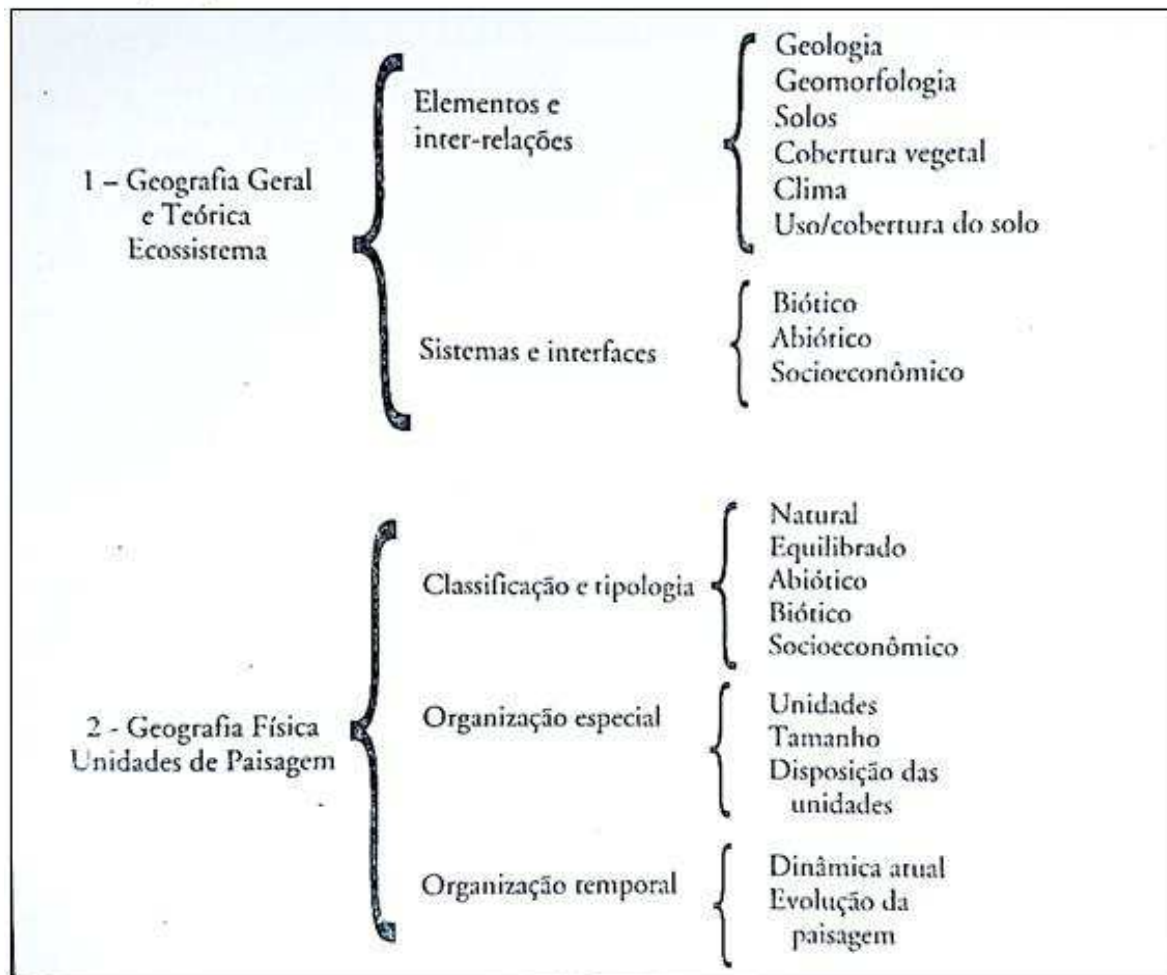 1 – Geografia Geral
e Teórica
Ecossistema
Elementos e
inter-relações
Geologia
Geomorfologia
Solos
Cobertura vegetal
Clima
Uso/cobertura do solo
Sistemas e interfaces
Biótico
Abiótico
Socioeconômico
2 - Geografia Física
Unidades de Paisagem
Classificação e tipologia
Natural
Equilibrado
Abiótico
Biótico
Socioeconômico
Organização especial
Unidades
Tamanho
Disposição das
unidades
Organização temporal
Dinâmica atual
Evolução da
paisagem